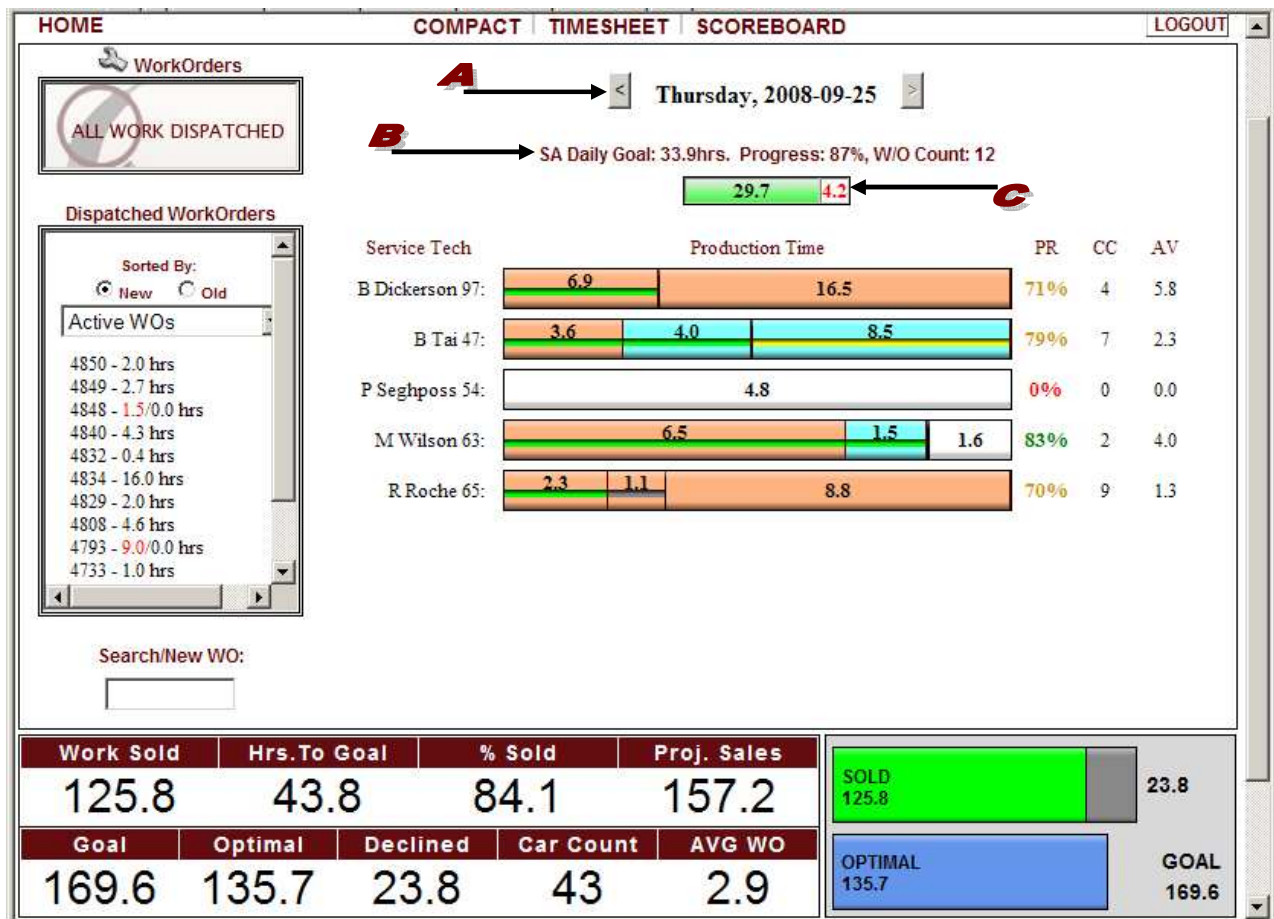 HOME COMPACT TIMESHEET SCOREBOARD LOGOUT
WorkOrders
ALL WORK DISPATCHED
A < Thursday, 2008-09-25 >
B SA Daily Goal: 33.9hrs. Progress: 87%, W/O Count: 12
29.7 4.2 C
Dispatched WorkOrders
Sorted By:
New Old
Active WOs
4850 - 2.0 hrs
4849 - 2.7 hrs
4848 - 1.5/0.0 hrs
4840 - 4.3 hrs
4832 - 0.4 hrs
4834 - 16.0 hrs
4829 - 2.0 hrs
4808 - 4.6 hrs
4793 - 9.0/0.0 hrs
4733 - 1.0 hrs
Search/New WO:
Service Tech Production Time PR CC AV
B Dickerson 97: 6.9 16.5 71% 4 5.8
B Tai 47: 3.6 4.0 8.5 79% 7 2.3
P Seghposs 54: 4.8 0% 0 0.0
M Wilson 63: 6.5 1.5 1.6 83% 2 4.0
R Roche 65: 2.3 1.1 8.8 70% 9 1.3
Work Sold Hrs.To Goal % Sold Proj. Sales
125.8 43.8 84.1 157.2
Goal Optimal Declined Car Count AVG WO
169.6 135.7 23.8 43 2.9
SOLD
125.8
23.8
OPTIMAL
135.7
GOAL
169.6